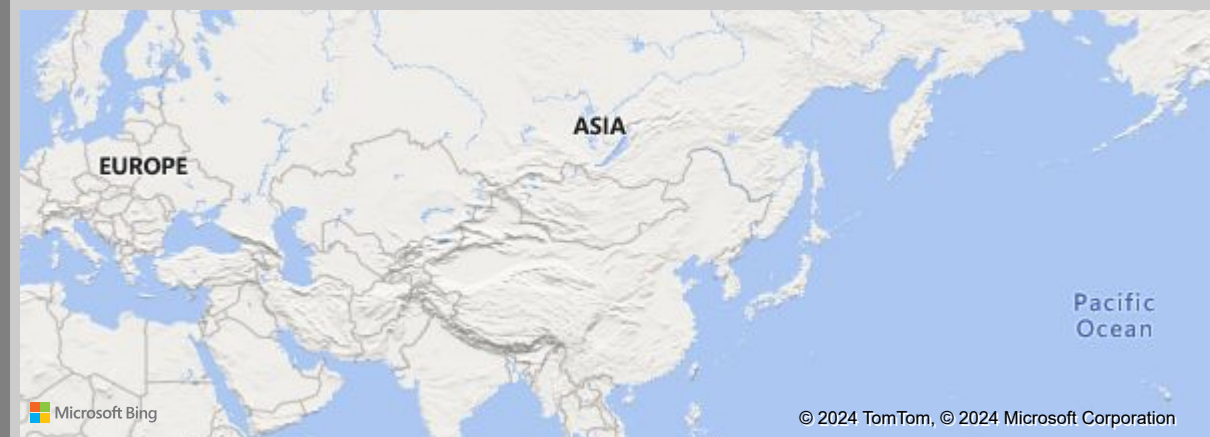 ASIA
EUROPE
Pacific
Ocean
Microsoft Bing
© 2024 TomTom, © 2024 Microsoft Corporation